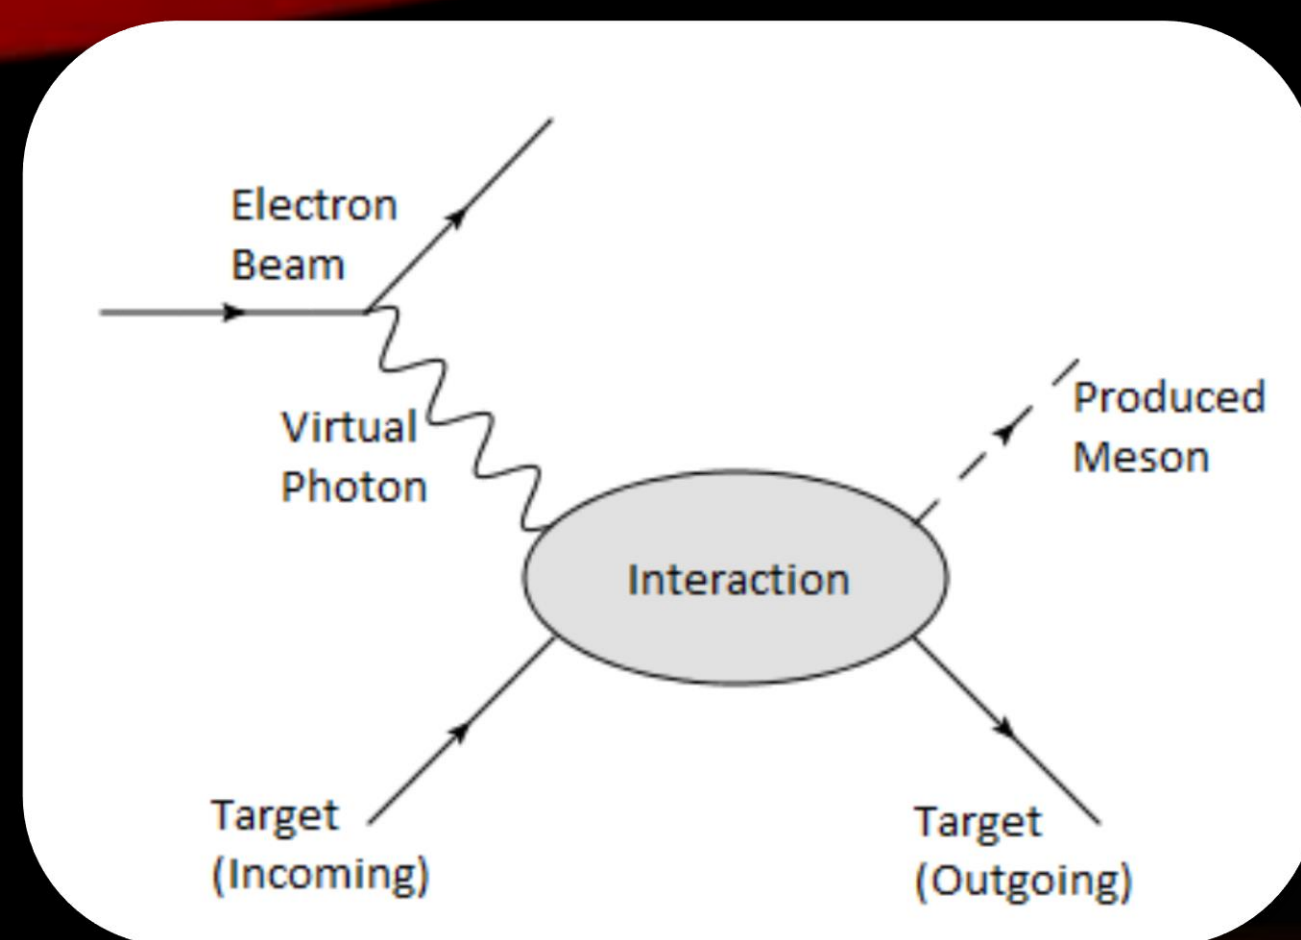 Electron
Beam
Virtual
Photon
Produced
Meson
Interaction
Target
(Incoming)
Target
(Outgoing)